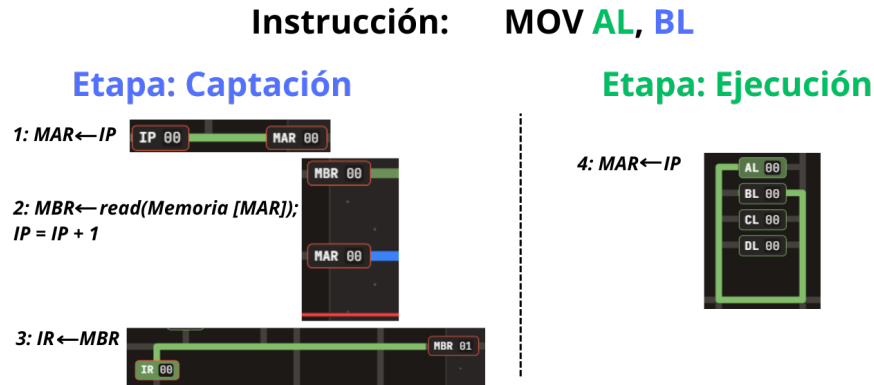 Instrucción: MOV AL, BL
Etapa: Captación
1: MAR←IP
IP 00
MAR 00
MBR 00
2: MBR←read(Memoria [MAR]);
IP = IP + 1
MAR 00
3: IR←MBR
MBR 01
IR 00
Etapa: Ejecución
4: MAR←IP
AL 00
BL 00
CL 00
DL 00